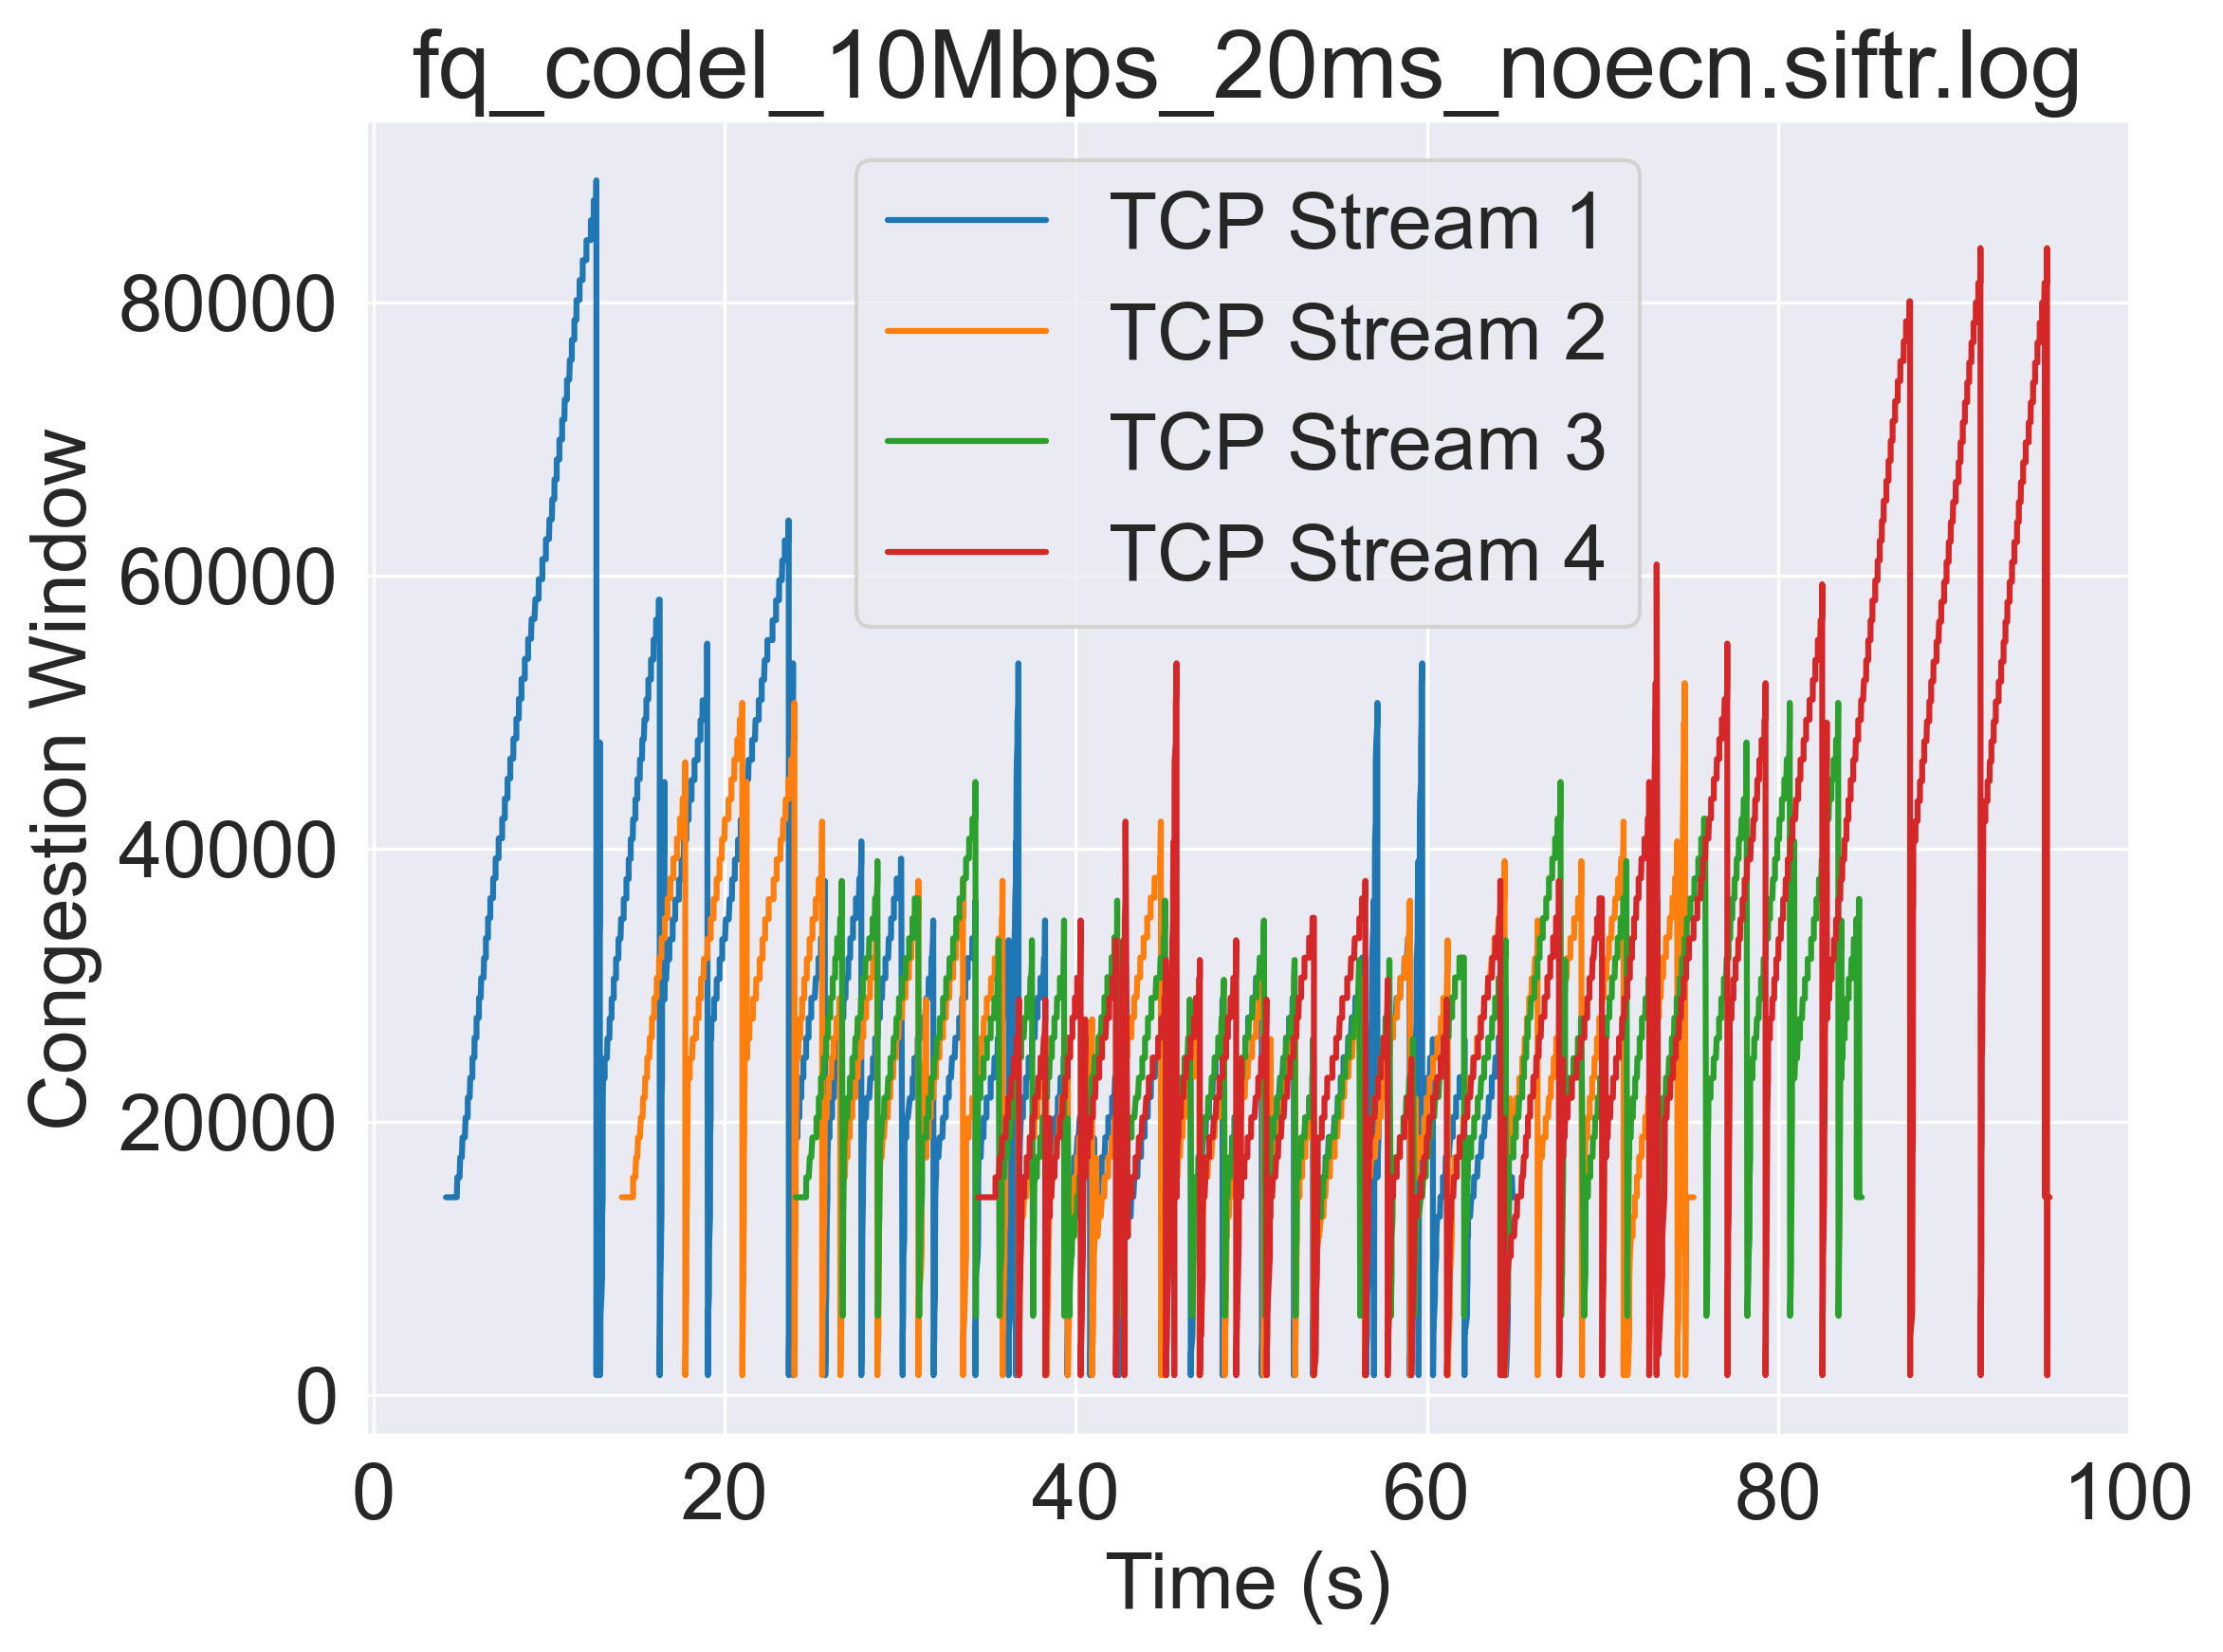 fq_codel_10Mbps_20ms_noecn.siftr.log
TCP Stream 1
TCP Stream 2
TCP Stream 3
TCP Stream 4
Congestion Window
80000
60000
40000
20000
0
0 20 40 60 80 100
Time (s)